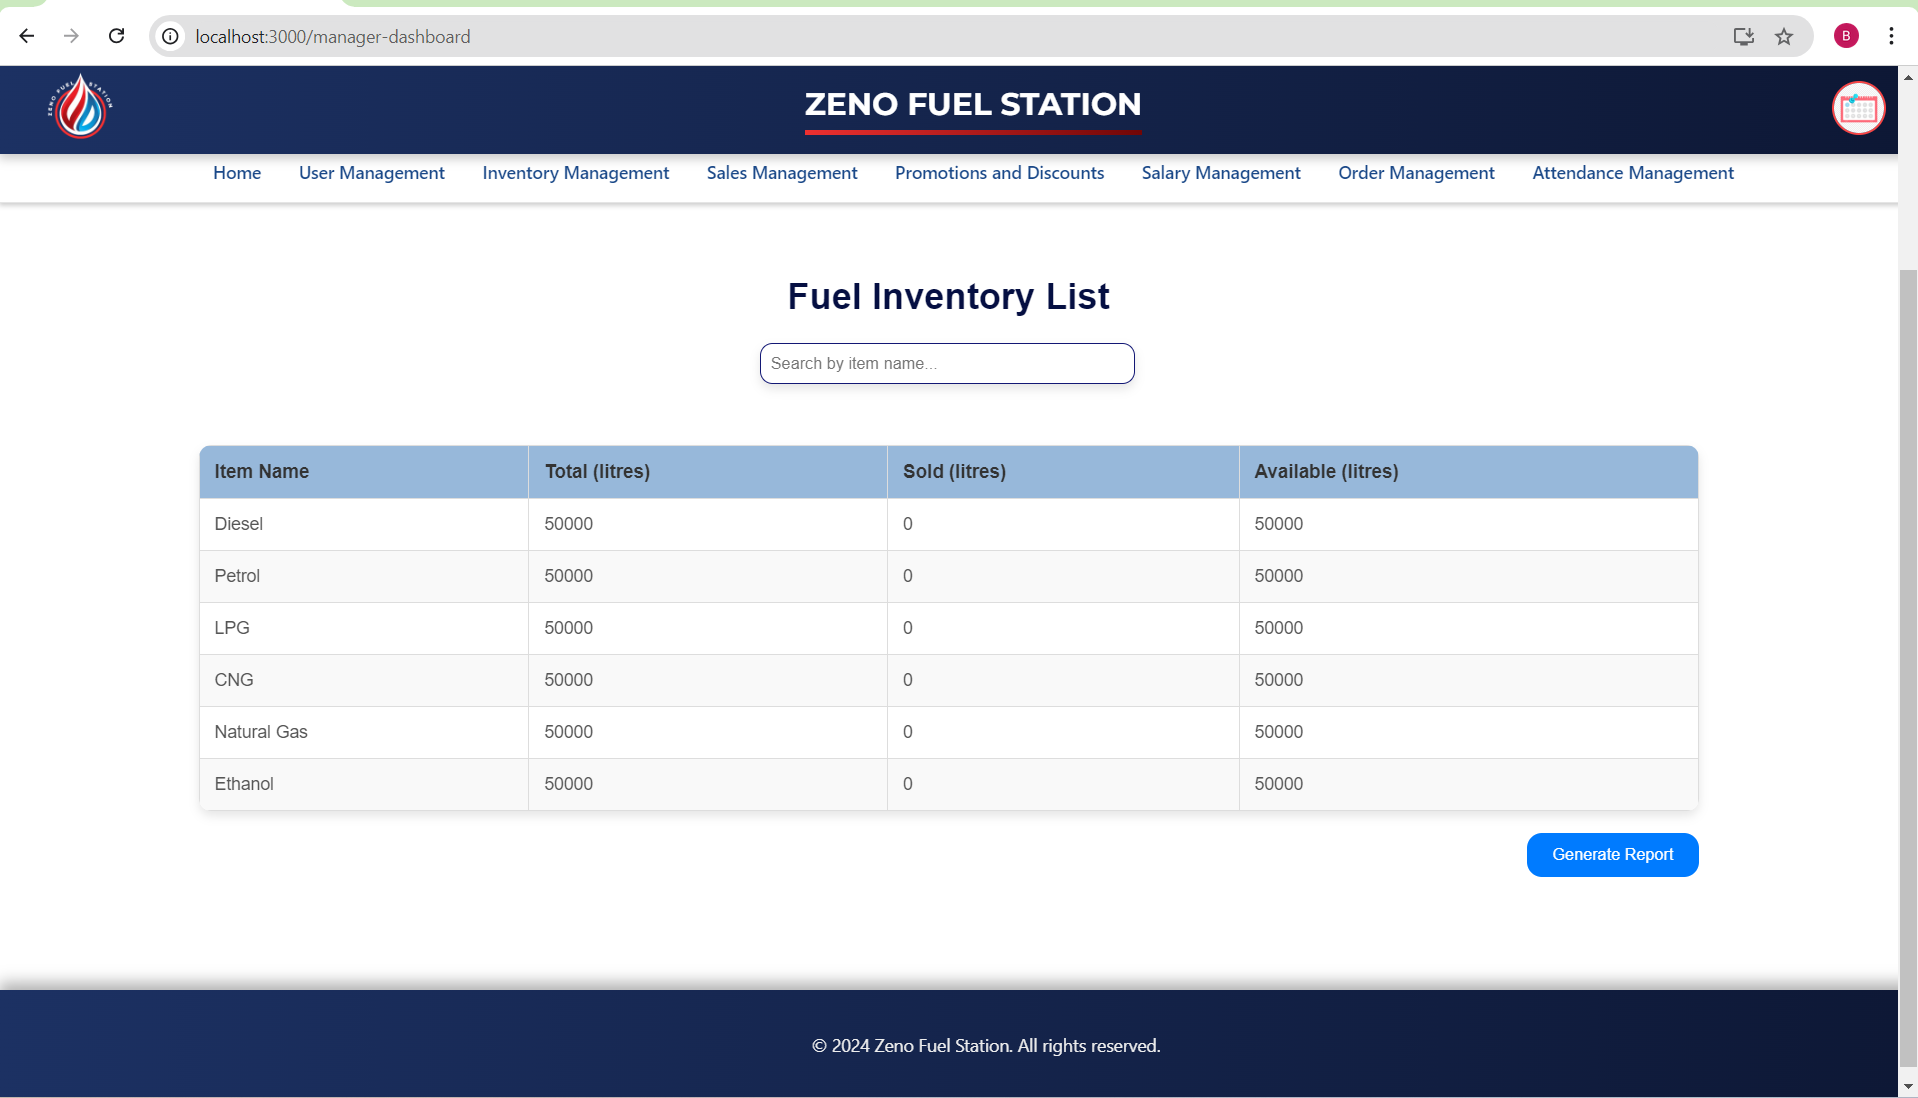 localhost:3000/manager-dashboard
B
ZENO FUEL STATION
ZENO FUEL STATION
Home User Management Inventory Management Sales Management Promotions and Discounts Salary Management Order Management Attendance Management
Fuel Inventory List
Search by item name...
Item Name Total (litres) Sold (litres) Available (litres)
Diesel 50000 0 50000
Petrol 50000 0 50000
LPG 50000 0 50000
CNG 50000 0 50000
Natural Gas 50000 0 50000
Ethanol 50000 0 50000
Generate Report
© 2024 Zeno Fuel Station. All rights reserved.